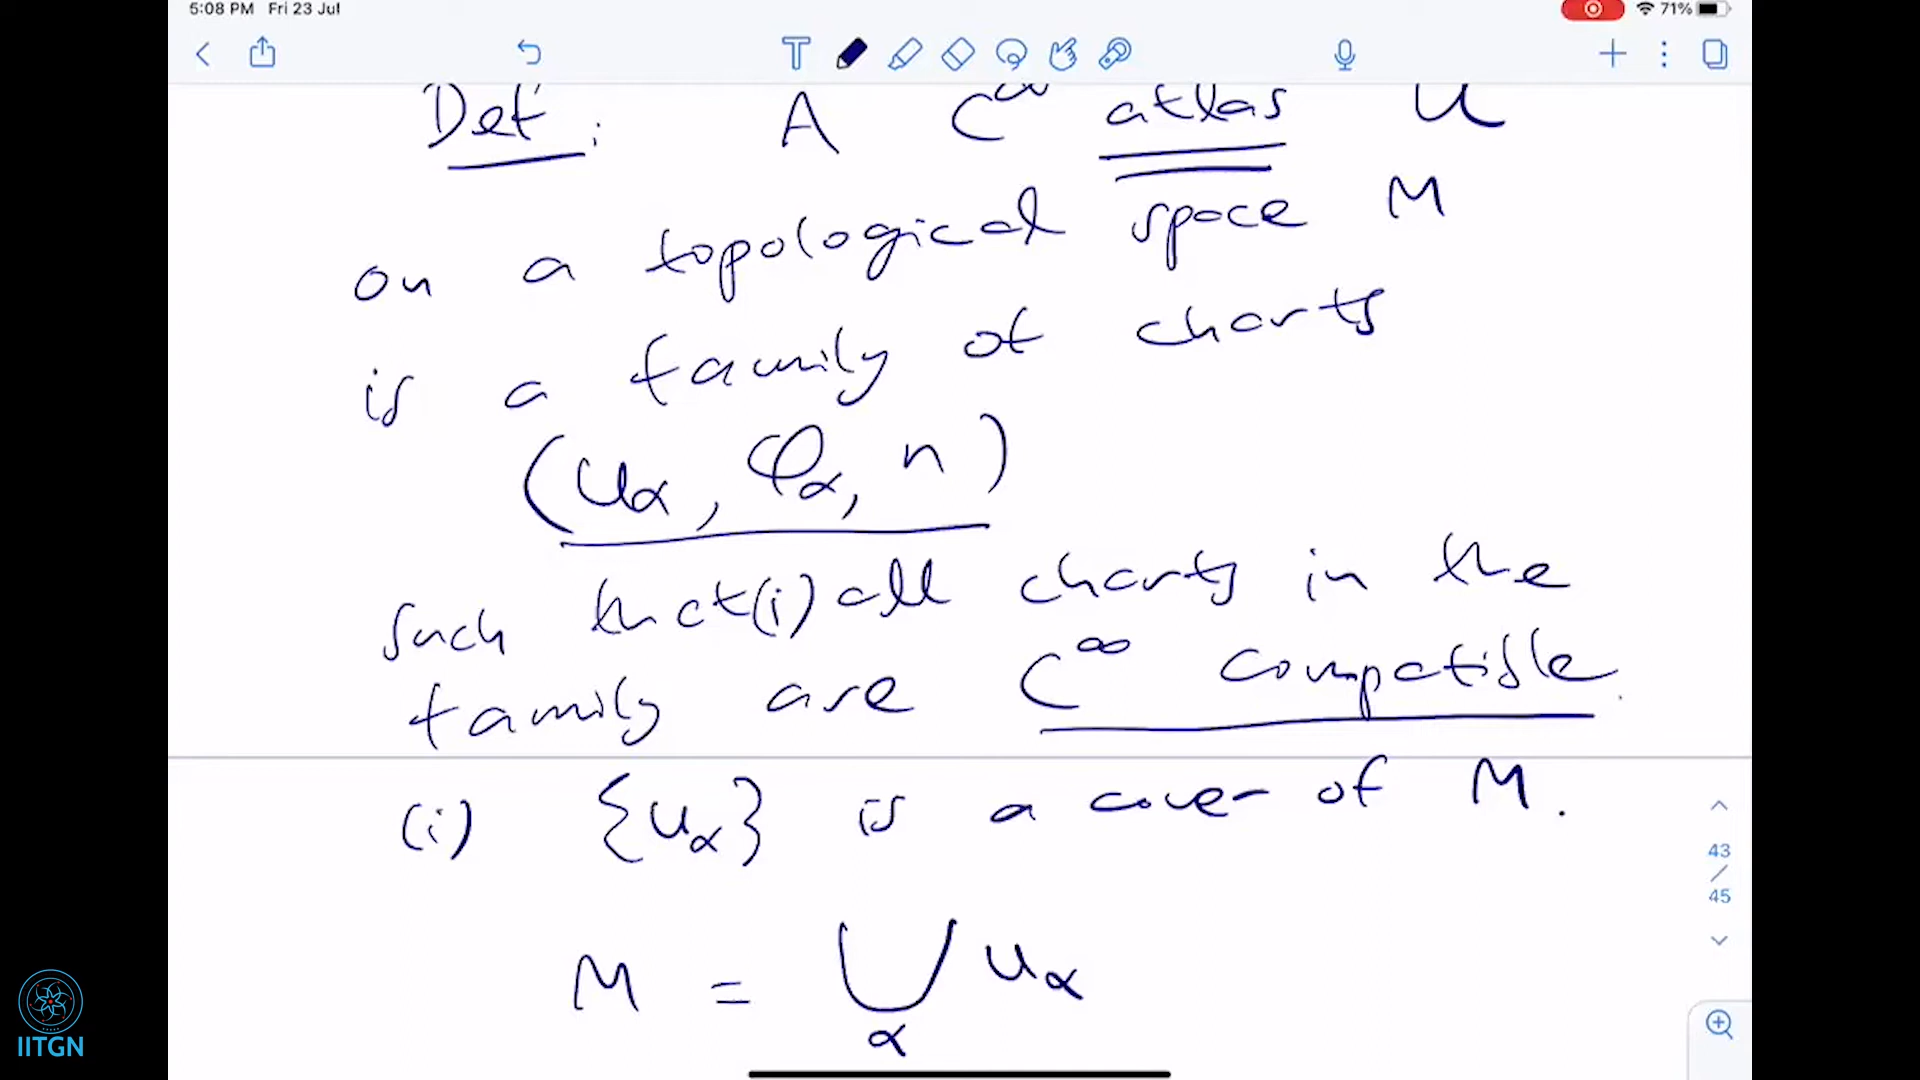 5:08 PM Fri 23 Jul
71%
Def: A C^∞ atlas U
on a topological space M
is a family of charts
(U_α, φ_α, n)
such that (i) all charts in the
family are C^∞ compatible.
(i) {U_α} is a cover of M.
43
/
45
M = ⋃_α U_α
IITGN